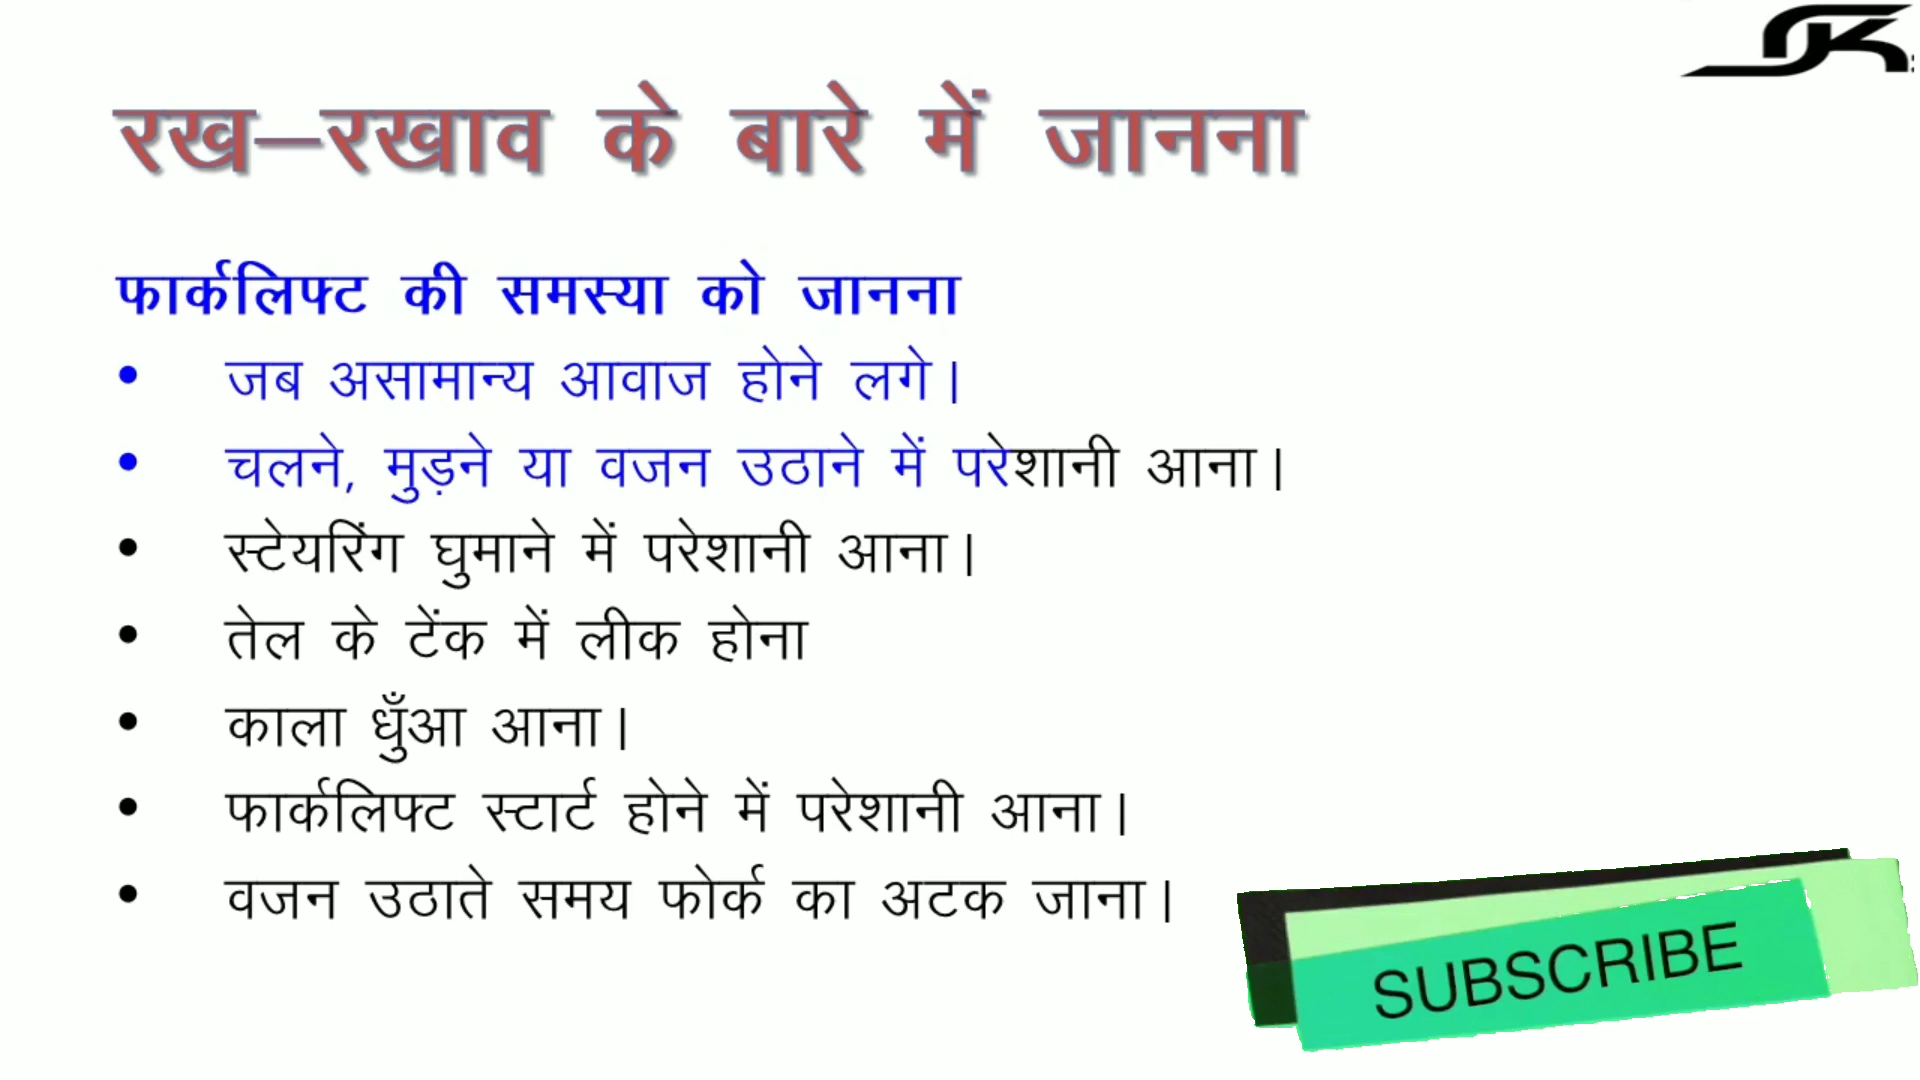 रख–रखाव के बारे में जानना
फार्कलिफ्ट की समस्या को जानना
• जब असामान्य आवाज होने लगे।
• चलने, मुड़ने या वजन उठाने में परेशानी आना।
• स्टेयरिंग घुमाने में परेशानी आना।
• तेल के टेंक में लीक होना
• काला धुँआ आना।
• फार्कलिफ्ट स्टार्ट होने में परेशानी आना।
• वजन उठाते समय फोर्क का अटक जाना।
SUBSCRIBE